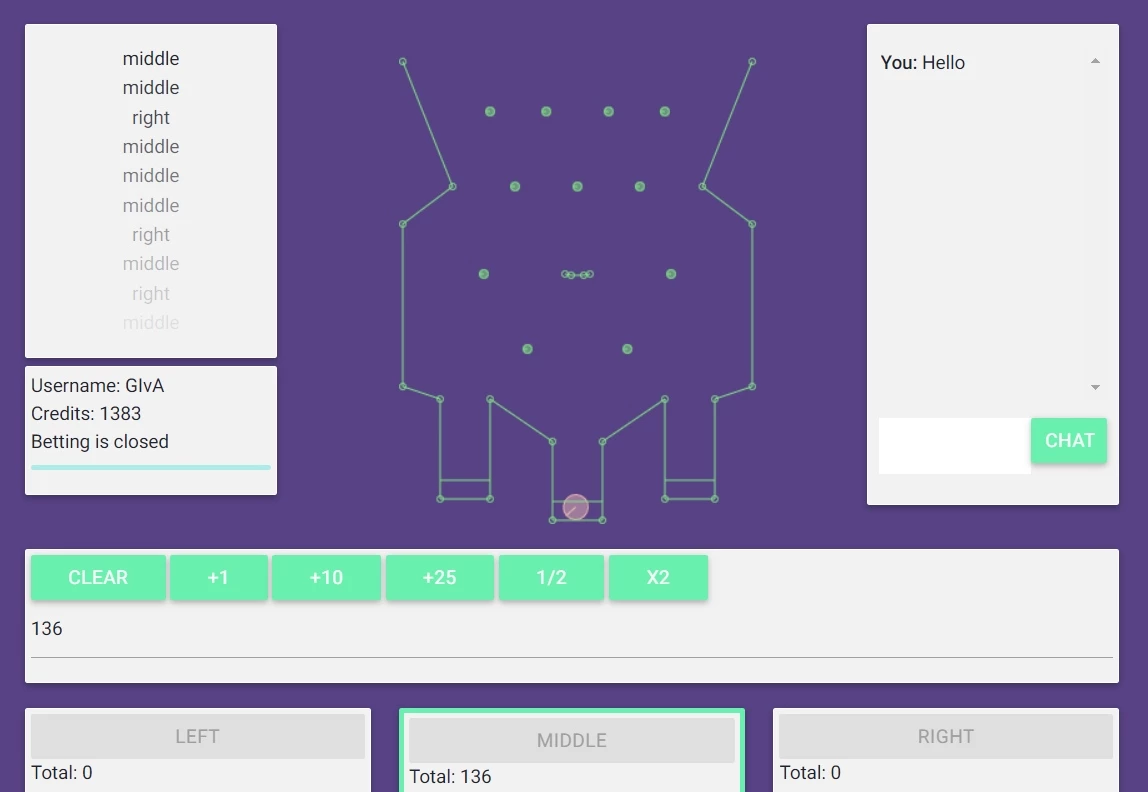 middle
middle
right
middle
middle
middle
right
middle
right
middle
Username: GIvA
Credits: 1383
Betting is closed
You: Hello
CHAT
CLEAR +1 +10 +25 1/2 X2
136
LEFT
Total: 0
MIDDLE
Total: 136
RIGHT
Total: 0